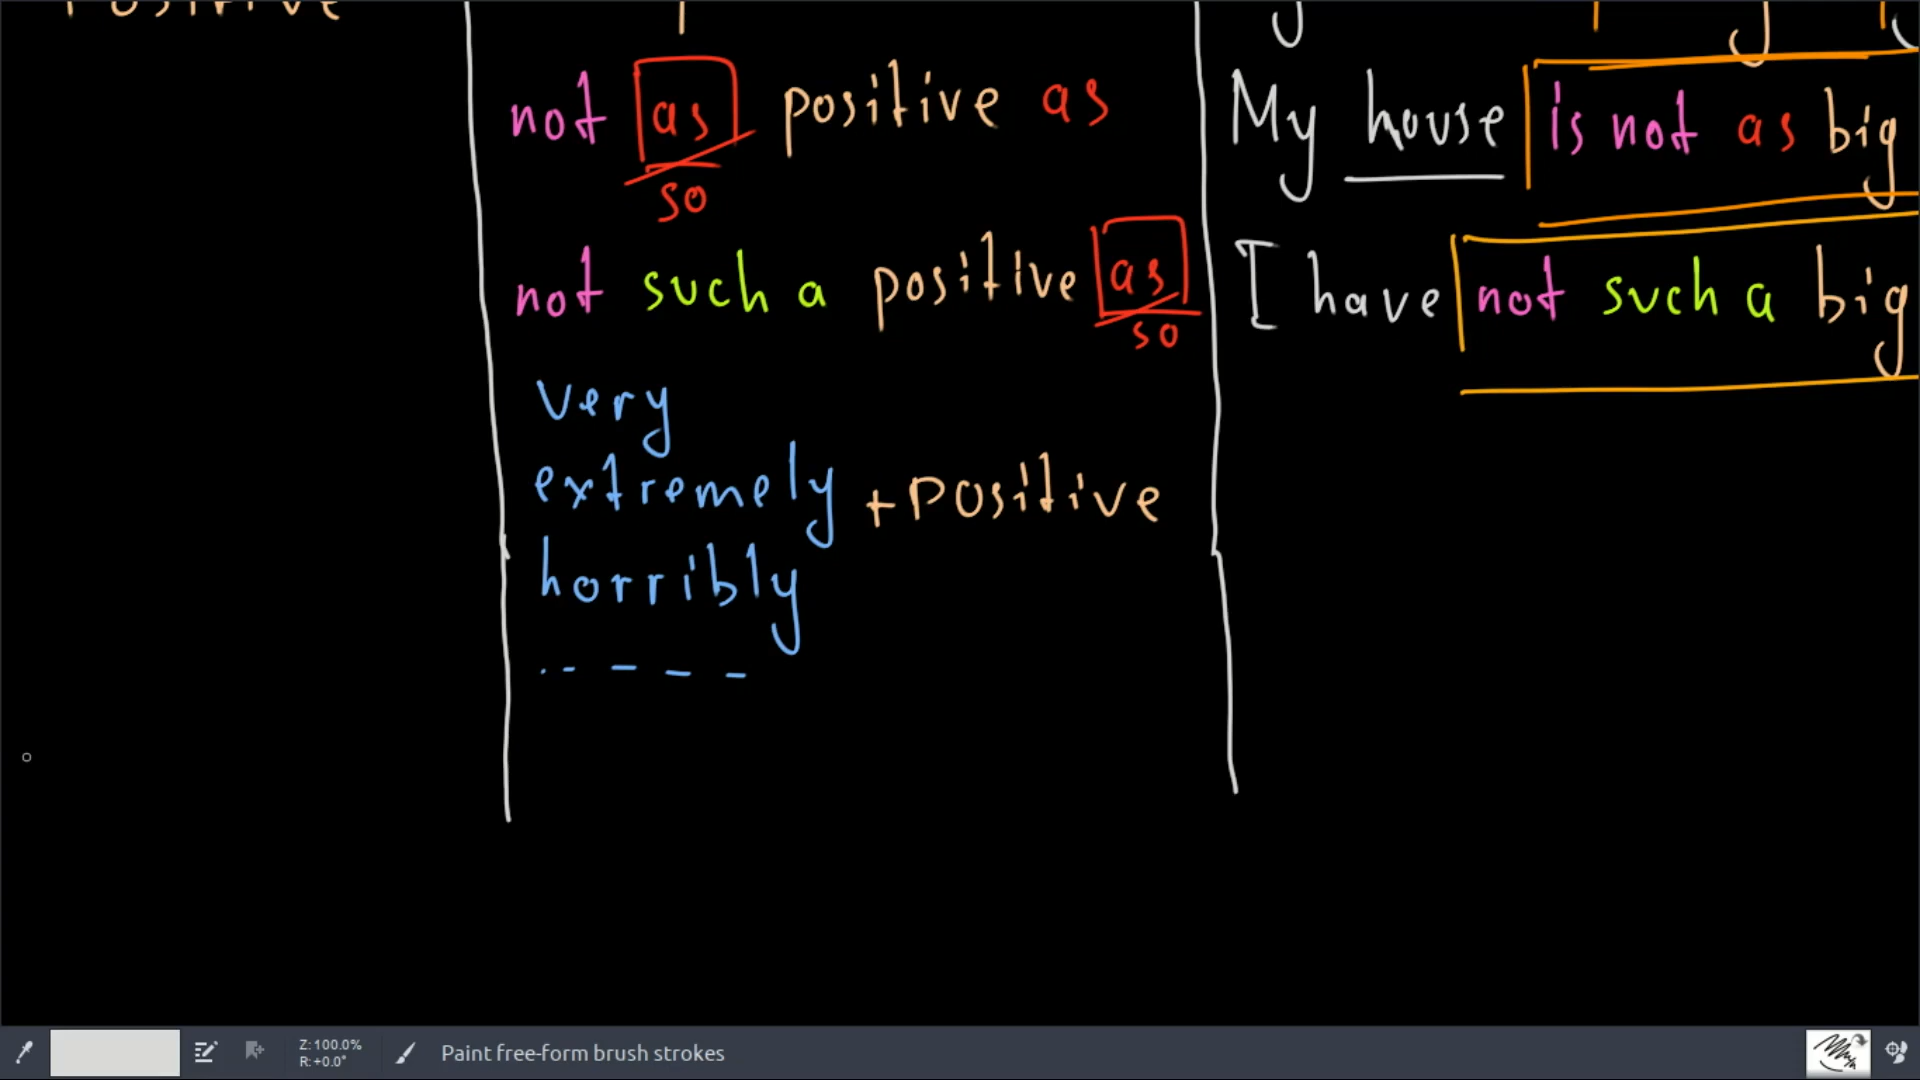 Positive
not as positive as
so
My house is not as big
not such a positive as
so
I have not such a big
very
extremely + positive
horribly
.. - - -
Z:100.0%
R:+0.0°
Paint free-form brush strokes